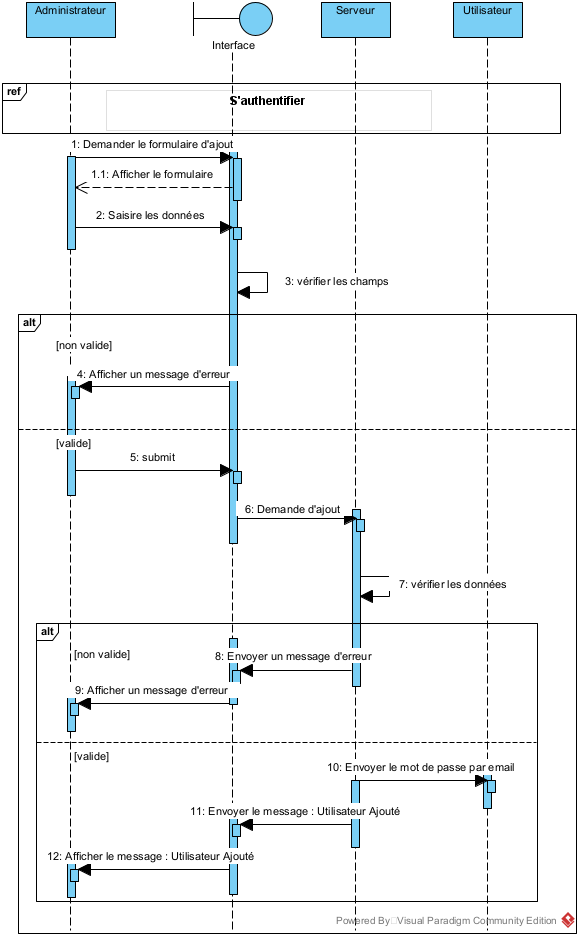 Administrateur
Interface
Serveur
Utilisateur
ref
S'authentifier
1: Demander le formulaire d'ajout
1.1: Afficher le formulaire
2: Saisire les données
3: vérifier les champs
alt
[non valide]
4: Afficher un message d'erreur
[valide]
5: submit
6: Demande d'ajout
7: vérifier les données
alt
[non valide]
8: Envoyer un message d'erreur
9: Afficher un message d'erreur
[valide]
10: Envoyer le mot de passe par email
11: Envoyer le message : Utilisateur Ajouté
12: Afficher le message : Utilisateur Ajouté
Powered By Visual Paradigm Community Edition